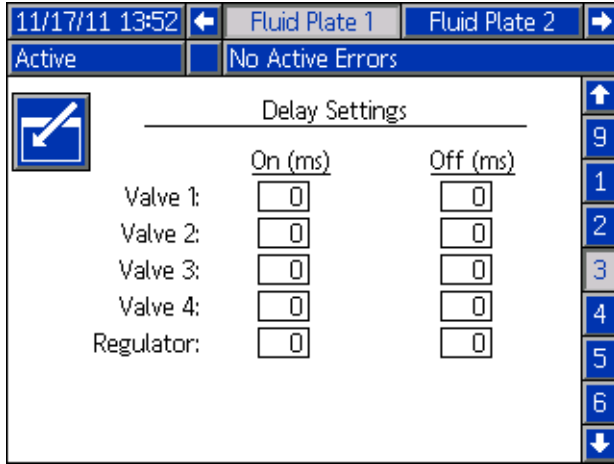 11/17/11 13:52 Fluid Plate 1 Fluid Plate 2
Active No Active Errors
Delay Settings
On (ms) Off (ms)
Valve 1: 0 0
Valve 2: 0 0
Valve 3: 0 0
Valve 4: 0 0
Regulator: 0 0
9
1
2
3
4
5
6